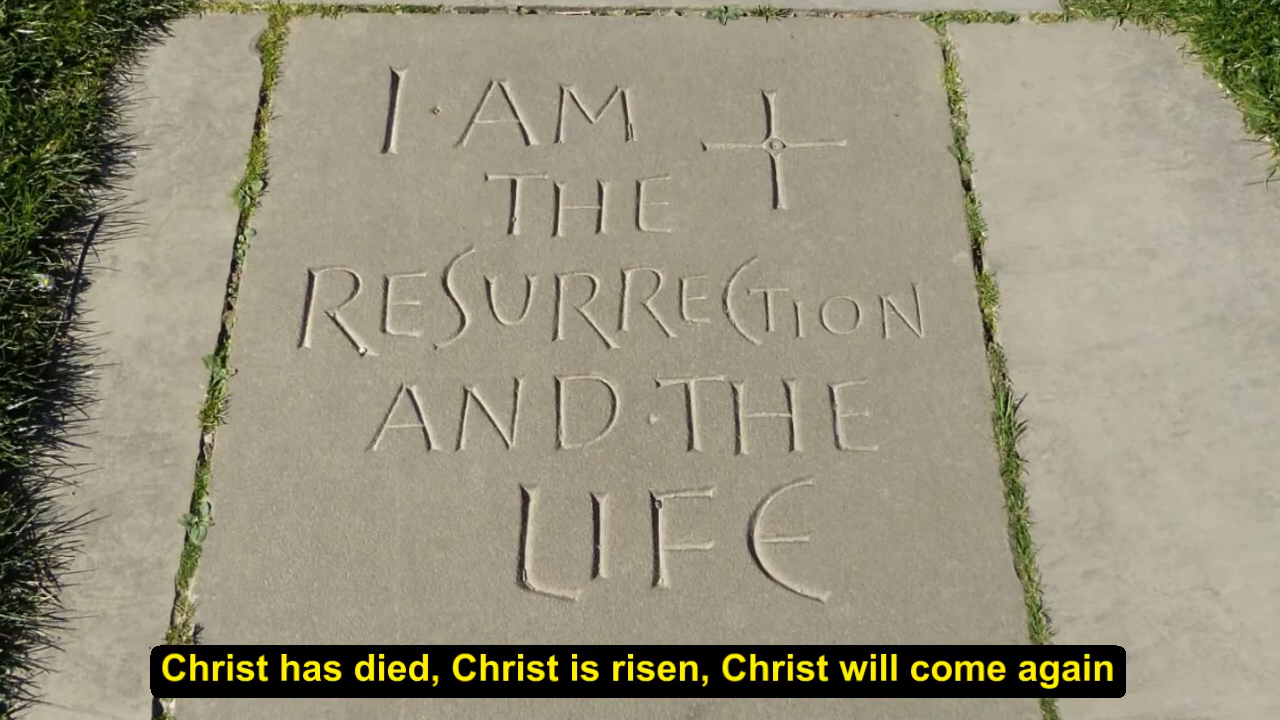 I · AM
THE
RESURRECTION
AND · THE
LIFE
Christ has died, Christ is risen, Christ will come again